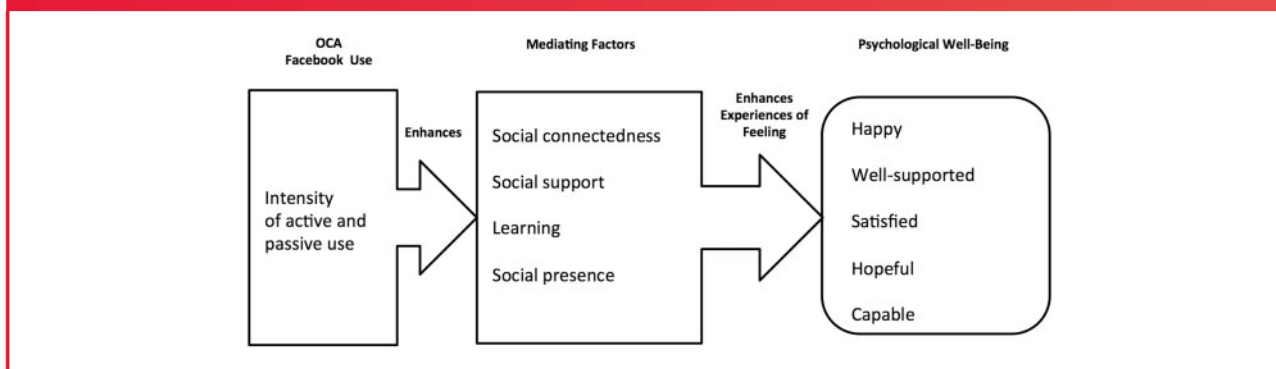 OCA
Facebook Use
Mediating Factors
Psychological Well-Being
Intensity
of active and
passive use
Enhances
Social connectedness
Social support
Learning
Social presence
Enhances
Experiences of
Feeling
Happy
Well-supported
Satisfied
Hopeful
Capable